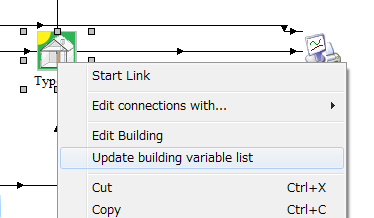 Start Link
Typ
Edit connections with...
Edit Building
Update building variable list
Cut Ctrl+X
Copy Ctrl+C